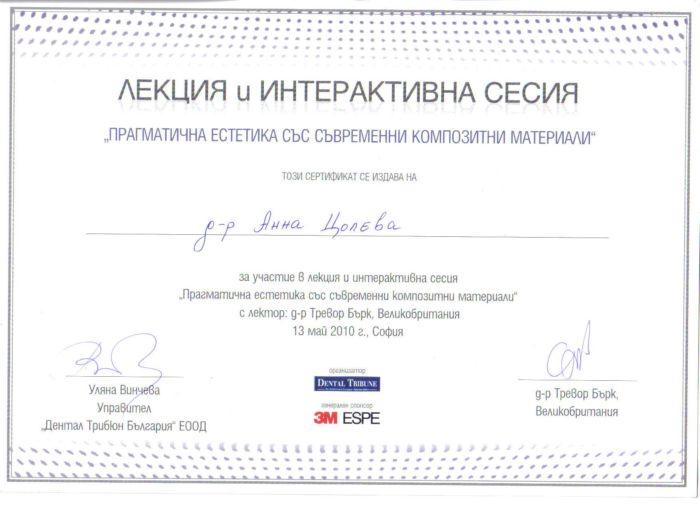 ЛЕКЦИЯ и ИНТЕРАКТИВНА СЕСИЯ
„ПРАГМАТИЧНА ЕСТЕТИКА СЪС СЪВРЕМЕННИ КОМПОЗИТНИ МАТЕРИАЛИ“
ТОЗИ СЕРТИФИКАТ СЕ ИЗДАВА НА
д-р Анна Цолева
за участие в лекция и интерактивна сесия
„Прагматична естетика със съвременни композитни материали“
с лектор: д-р Тревор Бърк, Великобритания
13 май 2010 г., София
Уляна Винчева
Управител
„Дентал Трибюн България“ ЕООД
организатор
DENTAL TRIBUNE
генерален спонсор
3M ESPE
д-р Тревор Бърк,
Великобритания